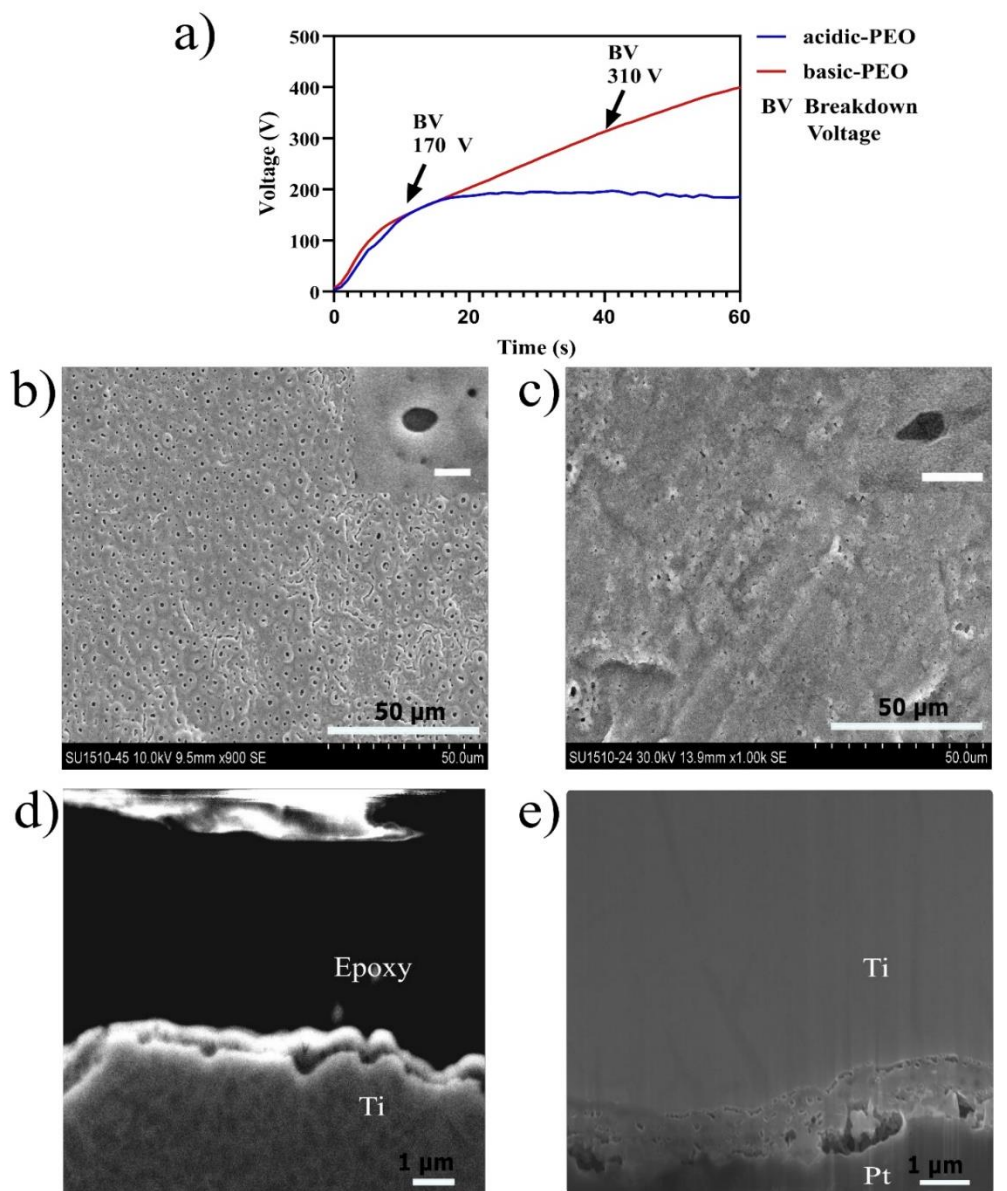 a)
500
400
300
200
100
0
Voltage (V)
BV
170 V
BV
310 V
0
20
40
60
Time (s)
acidic-PEO
basic-PEO
BV Breakdown
Voltage
b)
50 µm
SU1510-45 10.0kV 9.5mm x900 SE
50.0um
c)
50 µm
SU1510-24 30.0kV 13.9mm x1.00k SE
50.0um
d)
Epoxy
Ti
1 µm
e)
Ti
Pt
1 µm